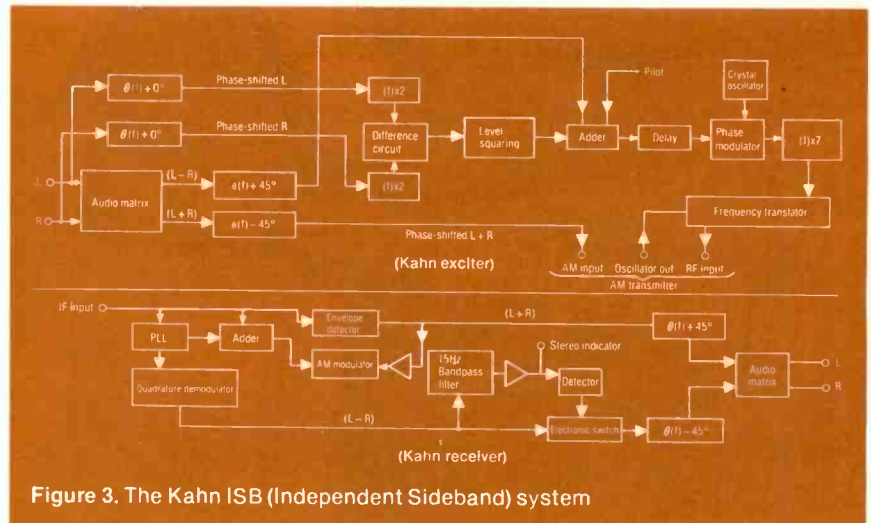 θ(f) + 0°
Phase-shifted L
(f)x2
Pilot
Crystal
oscillator
θ(f) + 0°
Phase-shifted R
Difference
circuit
Level
squaring
Adder
Delay
Phase
modulator
(f)x7
(f)x2
L
R
Audio matrix
(L – R)
θ(f) + 45°
(L + R)
θ(f) – 45°
Phase-shifted L + R
Frequency translator
(Kahn exciter)
AM input
Oscillator out
RF input
AM transmitter
IF input
Envelope
detector
(L + R)
θ(f) + 45°
PLL
Adder
AM modulator
15Hz
Bandpass
filter
Stereo indicator
Detector
Audio
matrix
L
R
Quadrature demodulator
(L – R)
Electronic switch
θ(f) – 45°
(Kahn receiver)
Figure 3. The Kahn ISB (Independent Sideband) system